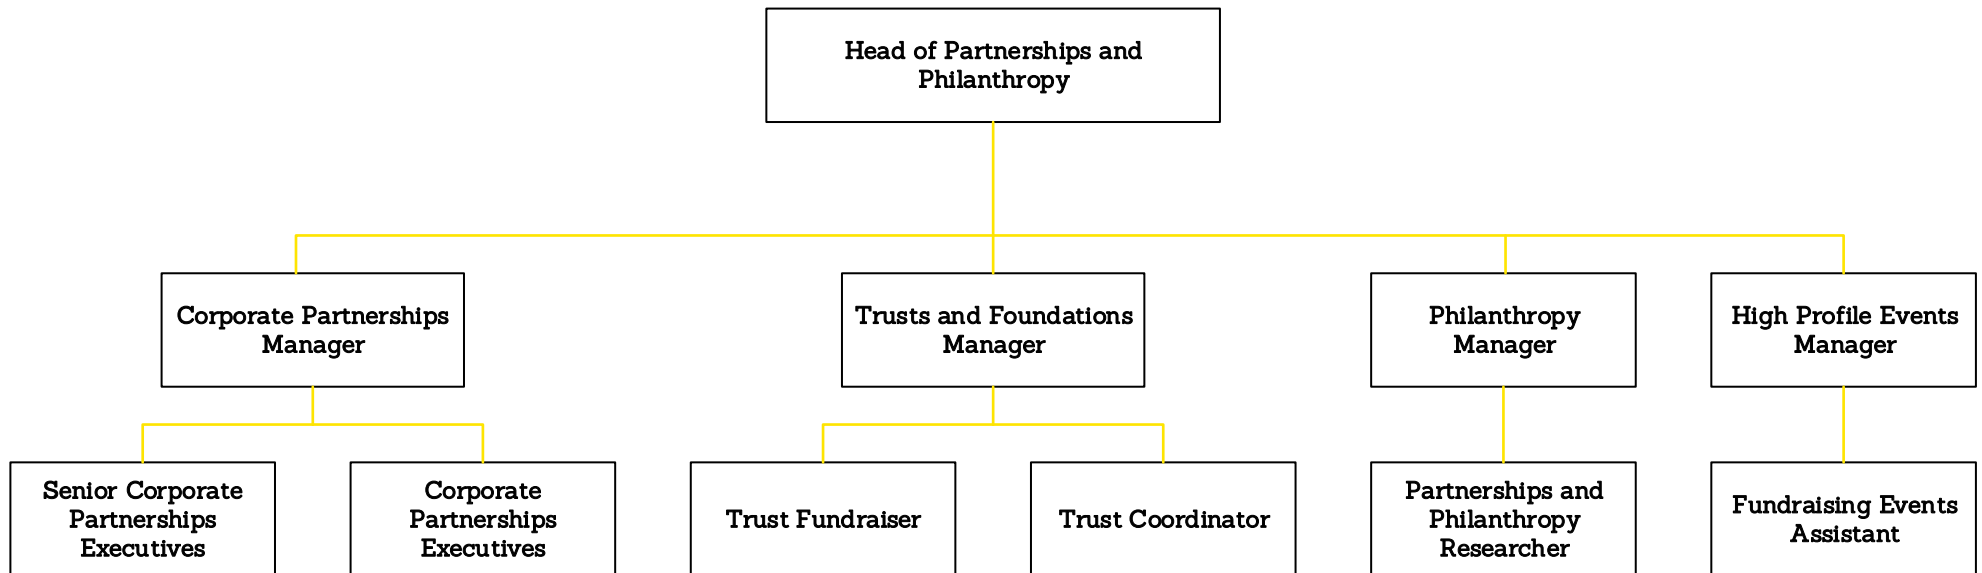 Head of Partnerships and
Philanthropy
Corporate Partnerships
Manager
Trusts and Foundations
Manager
Philanthropy
Manager
High Profile Events
Manager
Senior Corporate
Partnerships
Executives
Corporate
Partnerships
Executives
Trust Fundraiser
Trust Coordinator
Partnerships and
Philanthropy
Researcher
Fundraising Events
Assistant